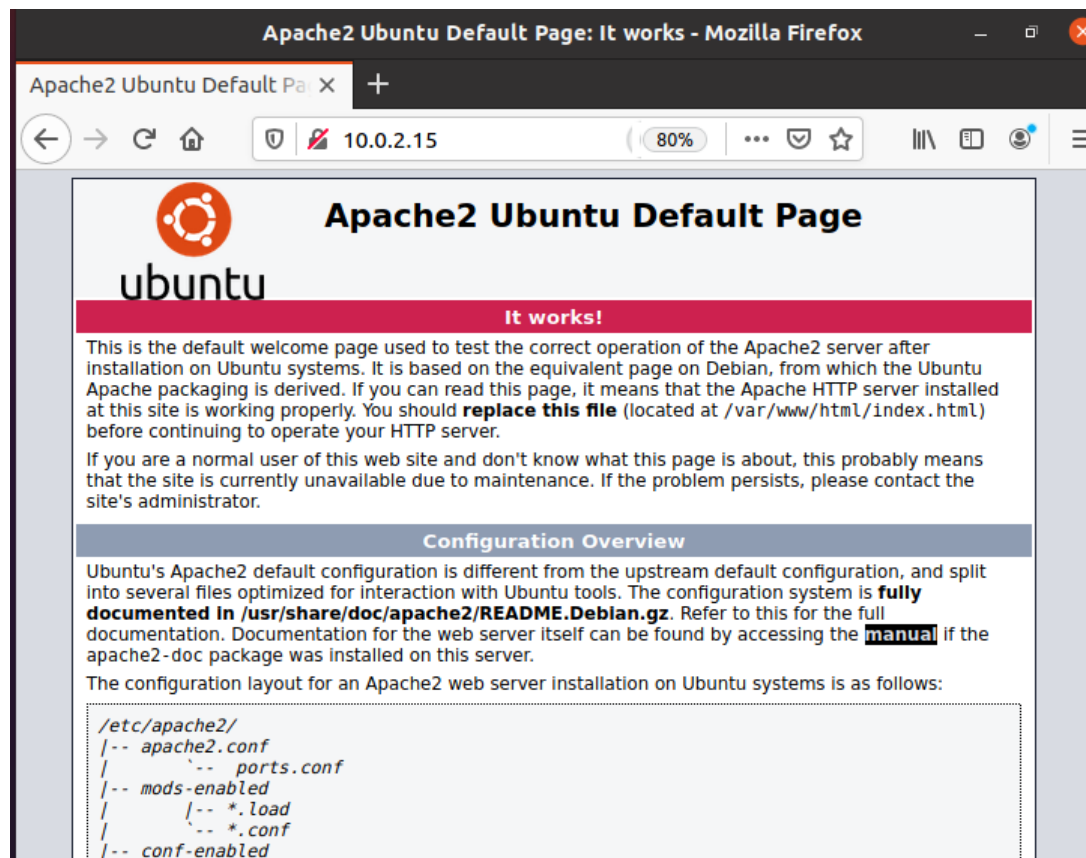 Apache2 Ubuntu Default Page: It works - Mozilla Firefox
Apache2 Ubuntu Default Pa
10.0.2.15
80%
ubuntu
Apache2 Ubuntu Default Page
It works!
This is the default welcome page used to test the correct operation of the Apache2 server after
installation on Ubuntu systems. It is based on the equivalent page on Debian, from which the Ubuntu
Apache packaging is derived. If you can read this page, it means that the Apache HTTP server installed
at this site is working properly. You should replace this file (located at /var/www/html/index.html)
before continuing to operate your HTTP server.
If you are a normal user of this web site and don't know what this page is about, this probably means
that the site is currently unavailable due to maintenance. If the problem persists, please contact the
site's administrator.
Configuration Overview
Ubuntu's Apache2 default configuration is different from the upstream default configuration, and split
into several files optimized for interaction with Ubuntu tools. The configuration system is fully
documented in /usr/share/doc/apache2/README.Debian.gz. Refer to this for the full
documentation. Documentation for the web server itself can be found by accessing the manual if the
apache2-doc package was installed on this server.
The configuration layout for an Apache2 web server installation on Ubuntu systems is as follows:
/etc/apache2/
|-- apache2.conf
|       `--  ports.conf
|-- mods-enabled
|       |-- *.load
|       `-- *.conf
|-- conf-enabled